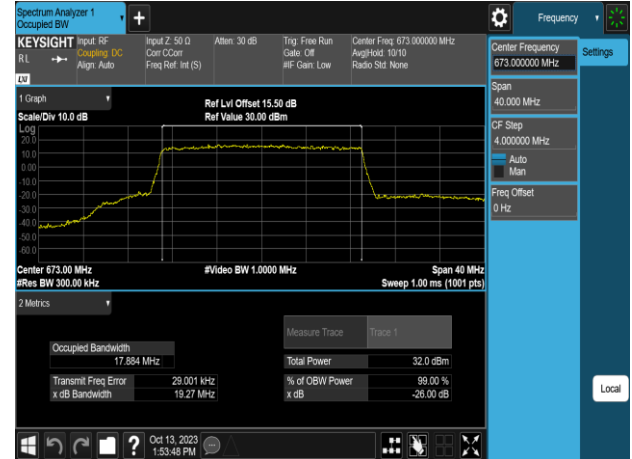 Spectrum Analyzer 1
Occupied BW
Frequency
KEYSIGHT
RL
LXI
Input: RF
Coupling: DC
Align: Auto
Input Z: 50 Ω
Corr CCorr
Freq Ref: Int (S)
Atten: 30 dB
Trig: Free Run
Gate: Off
#IF Gain: Low
Center Freq: 673.000000 MHz
Avg|Hold: 10/10
Radio Std: None
Center Frequency
673.000000 MHz
Settings
Span
40.000 MHz
CF Step
4.000000 MHz
Auto
Man
Freq Offset
0 Hz
Local
1 Graph
Scale/Div 10.0 dB
Ref Lvl Offset 15.50 dB
Ref Value 30.00 dBm
Log
20.0
10.0
0.00
-10.0
-20.0
-30.0
-40.0
-50.0
-60.0
Center 673.00 MHz
#Video BW 1.0000 MHz
Span 40 MHz
#Res BW 300.00 kHz
Sweep 1.00 ms (1001 pts)
2 Metrics
Measure Trace
Trace 1
Occupied Bandwidth
17.884 MHz
Total Power
32.0 dBm
Transmit Freq Error
29.001 kHz
% of OBW Power
99.00 %
x dB Bandwidth
19.27 MHz
x dB
-26.00 dB
?
Oct 13, 2023
1:53:48 PM